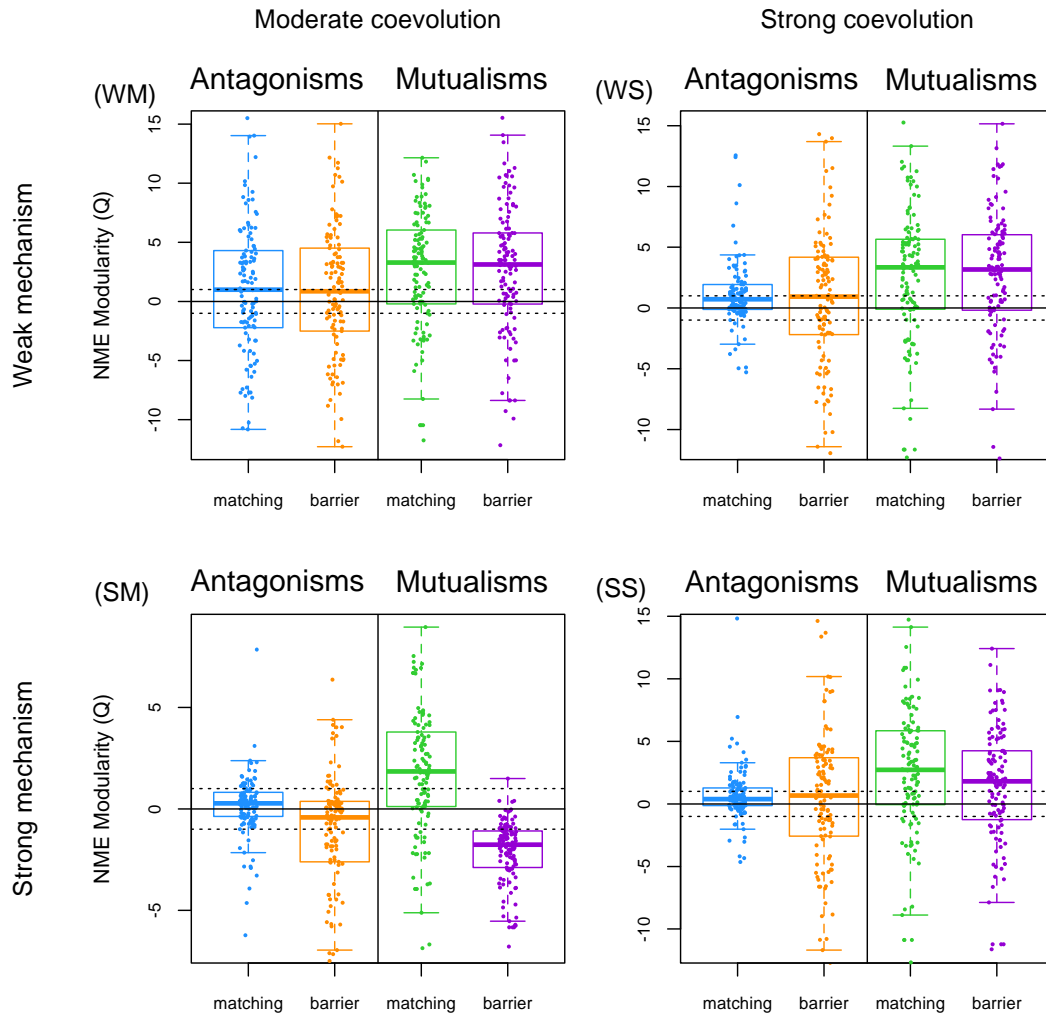 Moderate coevolution
Strong coevolution
Weak mechanism
Strong mechanism
(WM)
Antagonisms
Mutualisms
NME Modularity (Q)
15
10
5
0
-5
-10
matching
barrier
matching
barrier
(WS)
Antagonisms
Mutualisms
15
10
5
0
-5
-10
matching
barrier
matching
barrier
(SM)
Antagonisms
Mutualisms
NME Modularity (Q)
5
0
-5
matching
barrier
matching
barrier
(SS)
Antagonisms
Mutualisms
15
10
5
0
-5
-10
matching
barrier
matching
barrier